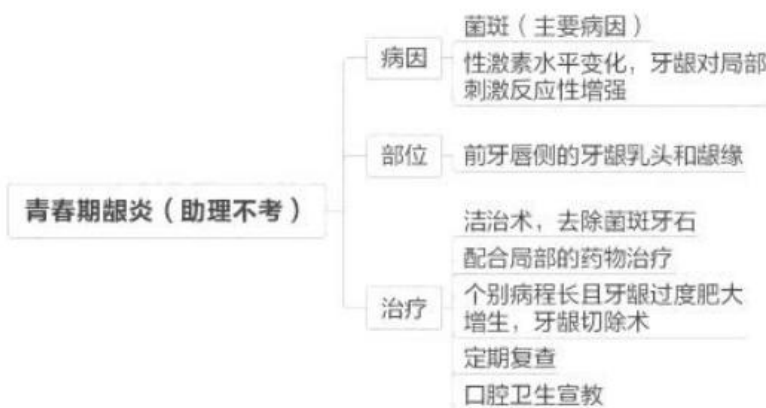 青春期龈炎（助理不考）
病因
菌斑（主要病因）
性激素水平变化，牙龈对局部
刺激反应性增强
部位
前牙唇侧的牙龈乳头和龈缘
治疗
洁治术，去除菌斑牙石
配合局部的药物治疗
个别病程长且牙龈过度肥大
增生，牙龈切除术
定期复查
口腔卫生宣教